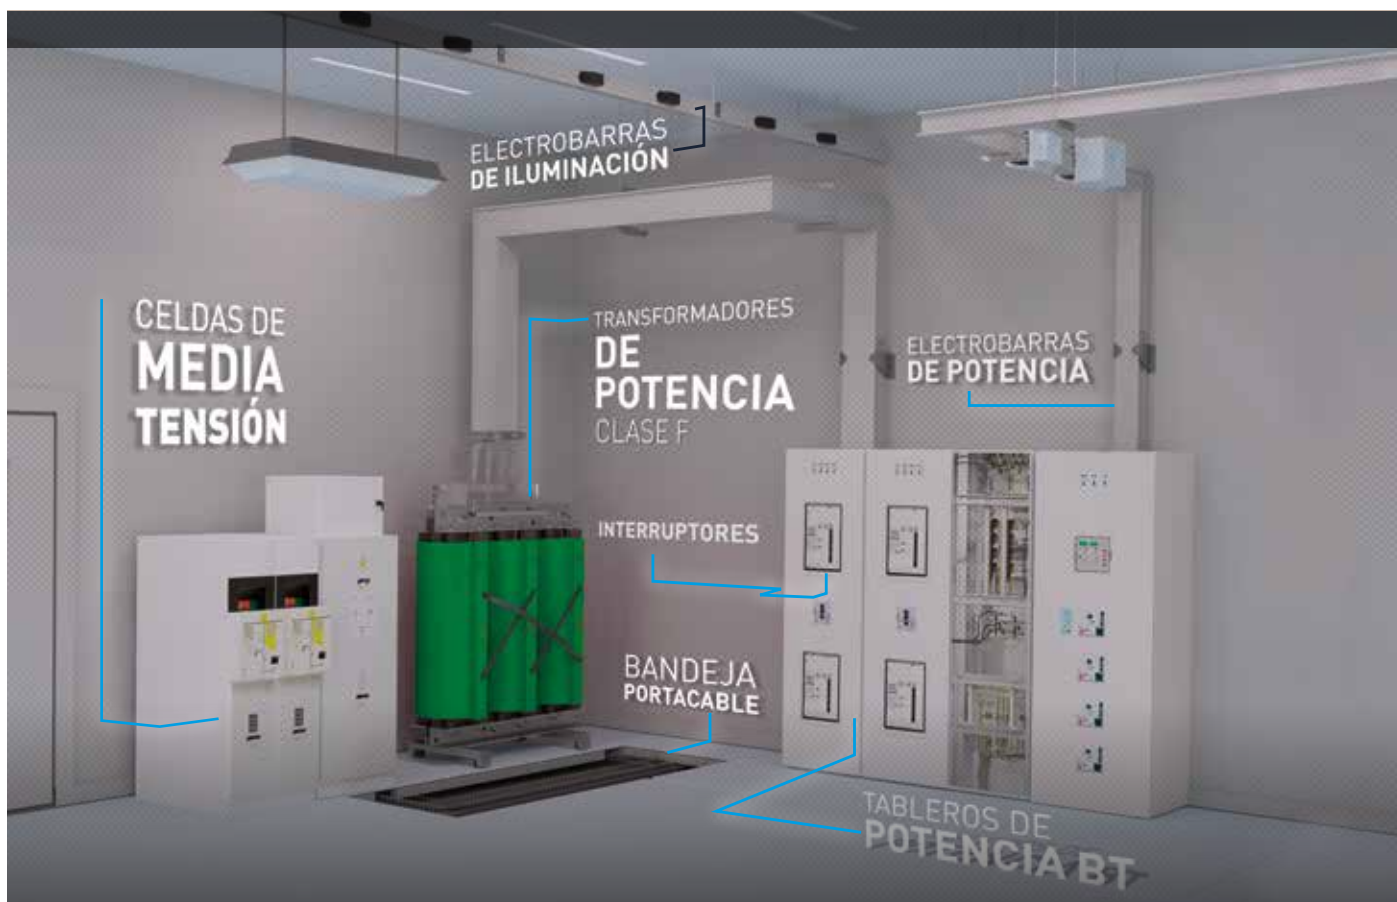 ELECTROBARRAS
DE ILUMINACIÓN
CELDAS DE
MEDIA
TENSIÓN
TRANSFORMADORES
DE
POTENCIA
CLASE F
ELECTROBARRAS
DE POTENCIA
INTERRUPTORES
BANDEJA
PORTACABLE
TABLEROS DE
POTENCIA BT